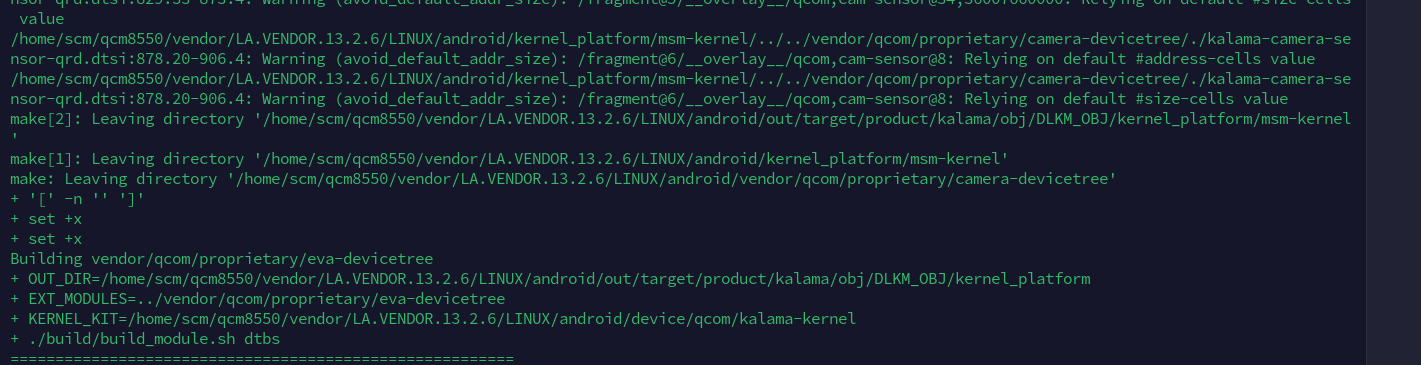 nsor-qrd.dtsi:829.33-873.4: Warning (avoid_default_addr_size): /fragment@5/__overlay__/qcom,cam-sensor@54,50007000000: Relying on default #size-cells
 value
/home/scm/qcm8550/vendor/LA.VENDOR.13.2.6/LINUX/android/kernel_platform/msm-kernel/../../vendor/qcom/proprietary/camera-devicetree/./kalama-camera-se
nsor-qrd.dtsi:878.20-906.4: Warning (avoid_default_addr_size): /fragment@6/__overlay__/qcom,cam-sensor@8: Relying on default #address-cells value
/home/scm/qcm8550/vendor/LA.VENDOR.13.2.6/LINUX/android/kernel_platform/msm-kernel/../../vendor/qcom/proprietary/camera-devicetree/./kalama-camera-se
nsor-qrd.dtsi:878.20-906.4: Warning (avoid_default_addr_size): /fragment@6/__overlay__/qcom,cam-sensor@8: Relying on default #size-cells value
make[2]: Leaving directory '/home/scm/qcm8550/vendor/LA.VENDOR.13.2.6/LINUX/android/out/target/product/kalama/obj/DLKM_OBJ/kernel_platform/msm-kernel
'
make[1]: Leaving directory '/home/scm/qcm8550/vendor/LA.VENDOR.13.2.6/LINUX/android/kernel_platform/msm-kernel'
make: Leaving directory '/home/scm/qcm8550/vendor/LA.VENDOR.13.2.6/LINUX/android/vendor/qcom/proprietary/camera-devicetree'
+ '[' -n '' ']'
+ set +x
+ set +x
Building vendor/qcom/proprietary/eva-devicetree
+ OUT_DIR=/home/scm/qcm8550/vendor/LA.VENDOR.13.2.6/LINUX/android/out/target/product/kalama/obj/DLKM_OBJ/kernel_platform
+ EXT_MODULES=../vendor/qcom/proprietary/eva-devicetree
+ KERNEL_KIT=/home/scm/qcm8550/vendor/LA.VENDOR.13.2.6/LINUX/android/device/qcom/kalama-kernel
+ ./build/build_module.sh dtbs
========================================================